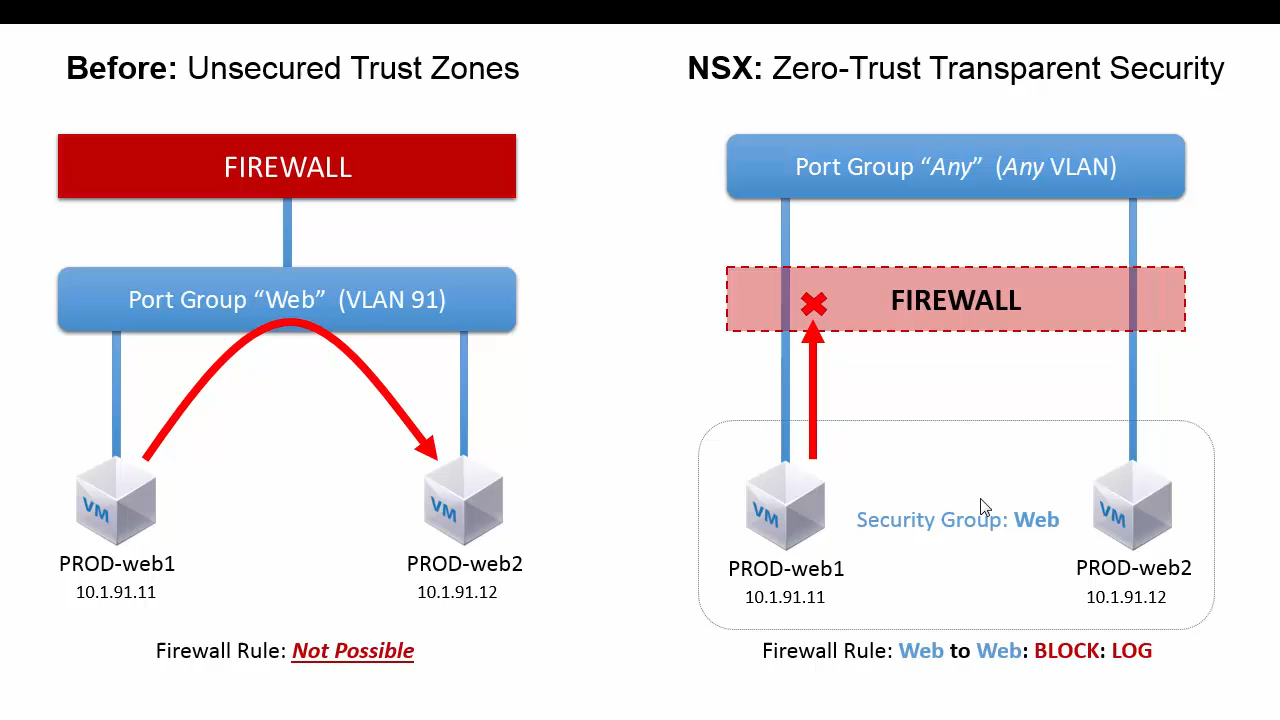 Before: Unsecured Trust Zones
FIREWALL
Port Group “Web” (VLAN 91)
VM
VM
PROD-web1
PROD-web2
10.1.91.11
10.1.91.12
Firewall Rule: Not Possible
NSX: Zero-Trust Transparent Security
Port Group “Any” (Any VLAN)
FIREWALL
VM
Security Group: Web
VM
PROD-web1
PROD-web2
10.1.91.11
10.1.91.12
Firewall Rule: Web to Web: BLOCK: LOG